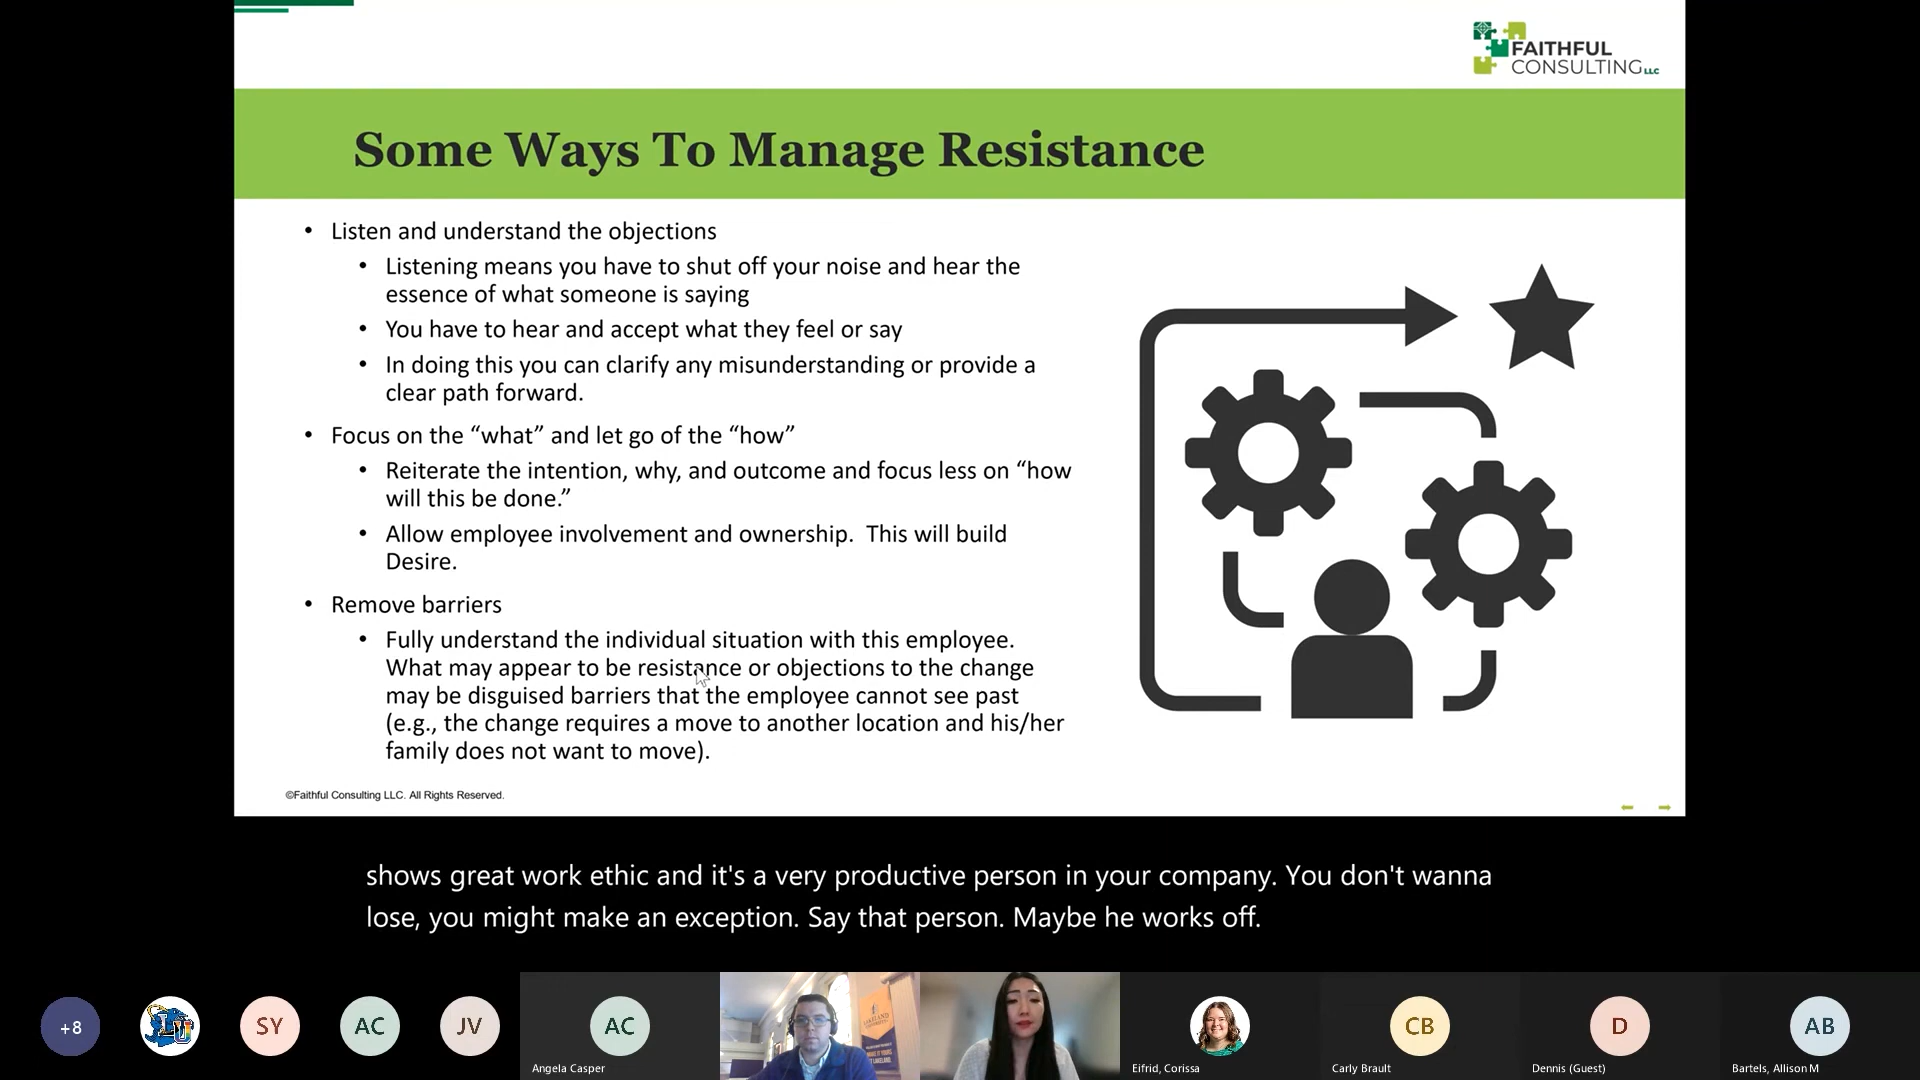 FAITHFUL
CONSULTING LLC
Some Ways To Manage Resistance
• Listen and understand the objections
• Listening means you have to shut off your noise and hear the
essence of what someone is saying
• You have to hear and accept what they feel or say
• In doing this you can clarify any misunderstanding or provide a
clear path forward.
• Focus on the “what” and let go of the “how”
• Reiterate the intention, why, and outcome and focus less on “how
will this be done.”
• Allow employee involvement and ownership.  This will build
Desire.
• Remove barriers
• Fully understand the individual situation with this employee.
What may appear to be resistance or objections to the change
may be disguised barriers that the employee cannot see past
(e.g., the change requires a move to another location and his/her
family does not want to move).
©Faithful Consulting LLC. All Rights Reserved.
shows great work ethic and it's a very productive person in your company. You don't wanna
lose, you might make an exception. Say that person. Maybe he works off.
+8
LU
SY
AC
JV
AC
Angela Casper
LAKELAND
Eifrid, Corissa
CB
Carly Brault
D
Dennis (Guest)
AB
Bartels, Allison M